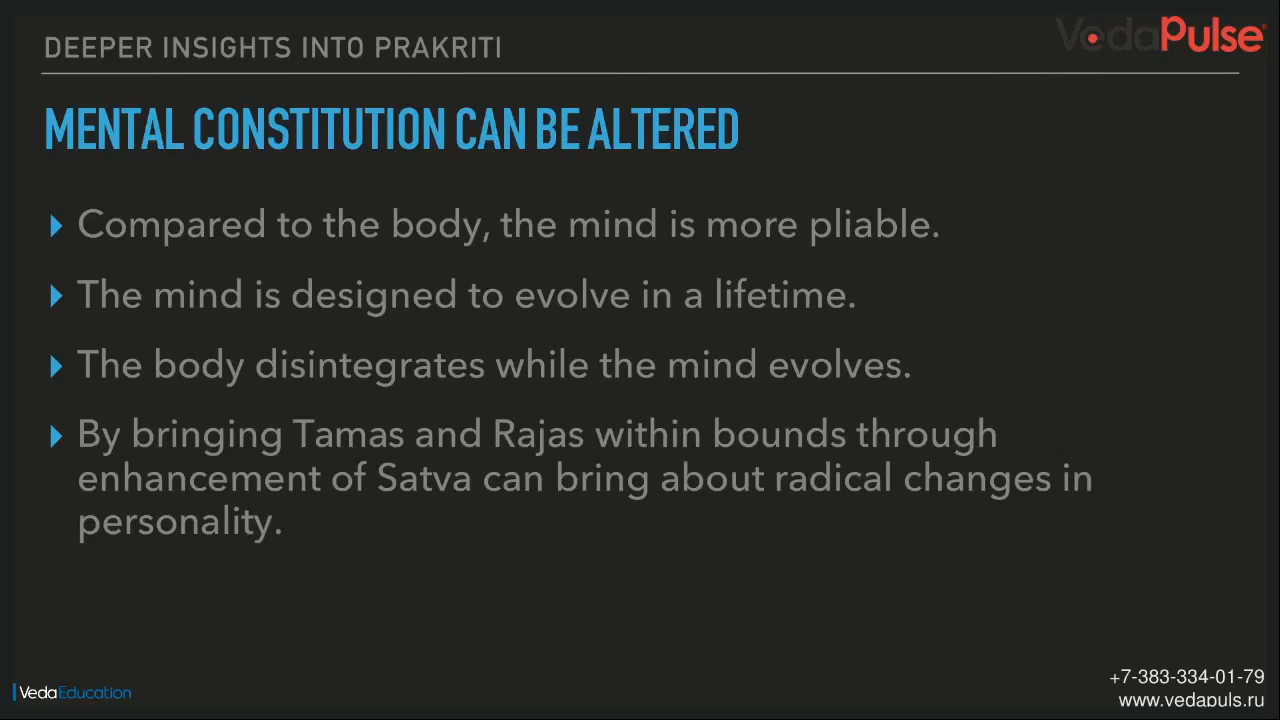 DEEPER INSIGHTS INTO PRAKRITI
VedaPulse®
MENTAL CONSTITUTION CAN BE ALTERED
Compared to the body, the mind is more pliable.
The mind is designed to evolve in a lifetime.
The body disintegrates while the mind evolves.
By bringing Tamas and Rajas within bounds through
enhancement of Satva can bring about radical changes in
personality.
VedaEducation
+7-383-334-01-79
www.vedapuls.ru